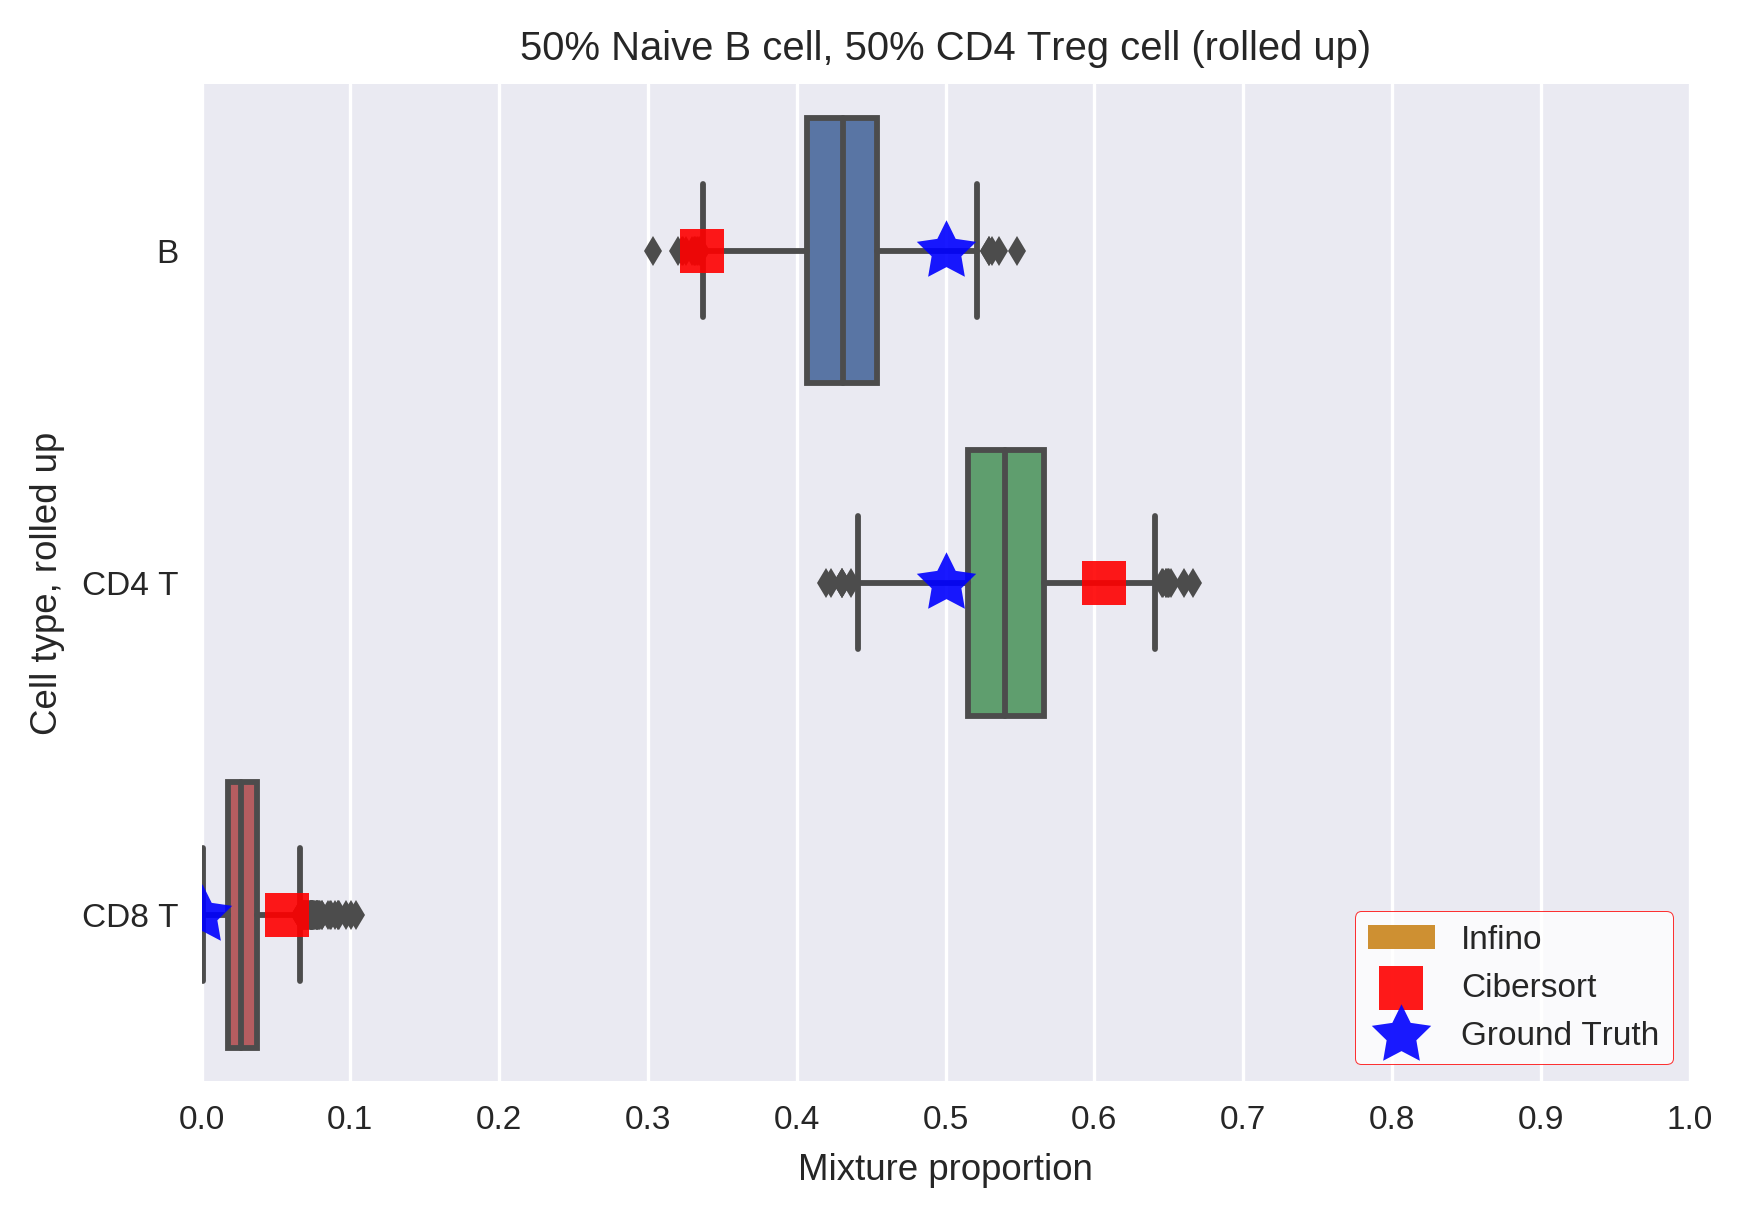 50% Naive B cell, 50% CD4 Treg cell (rolled up)
B
CD4 T
CD8 T
Cell type, rolled up
Infino
Cibersort
Ground Truth
0.0 0.1 0.2 0.3 0.4 0.5 0.6 0.7 0.8 0.9 1.0
Mixture proportion